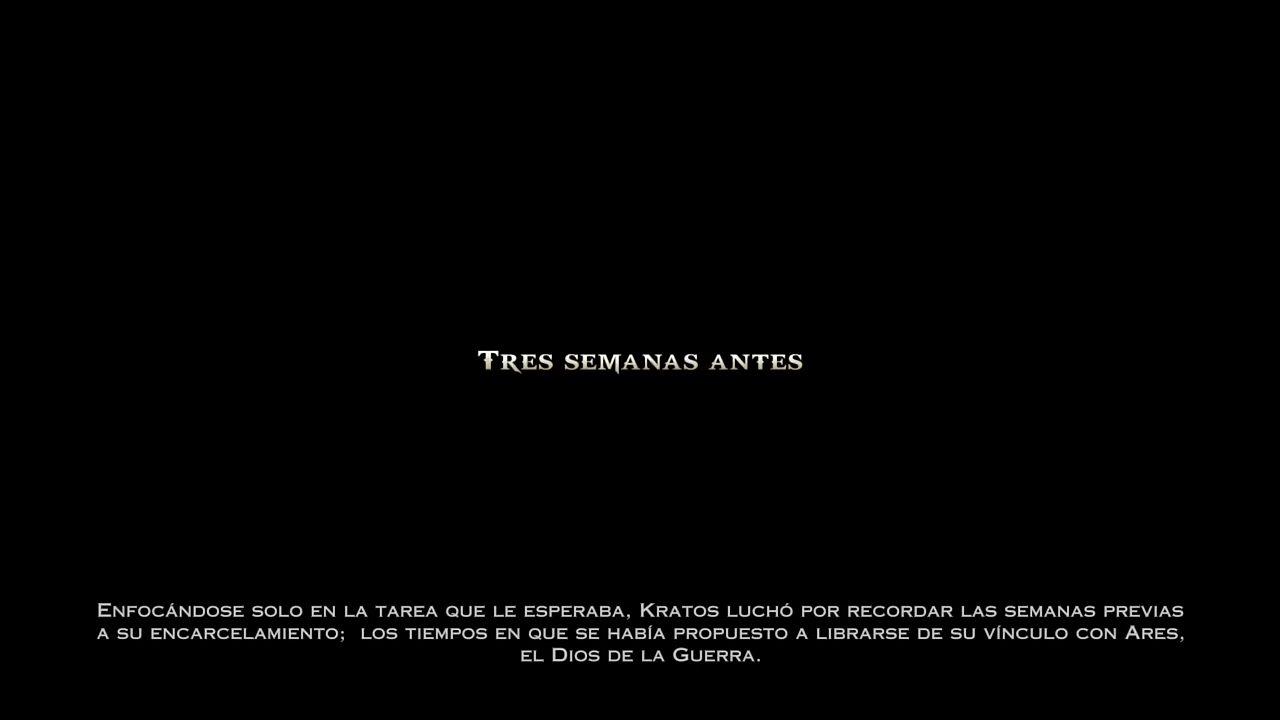 Tres semanas antes
Enfocándose solo en la tarea que le esperaba, Kratos luchó por recordar las semanas previas
a su encarcelamiento;  los tiempos en que se había propuesto a librarse de su vínculo con Ares,
el Dios de la Guerra.